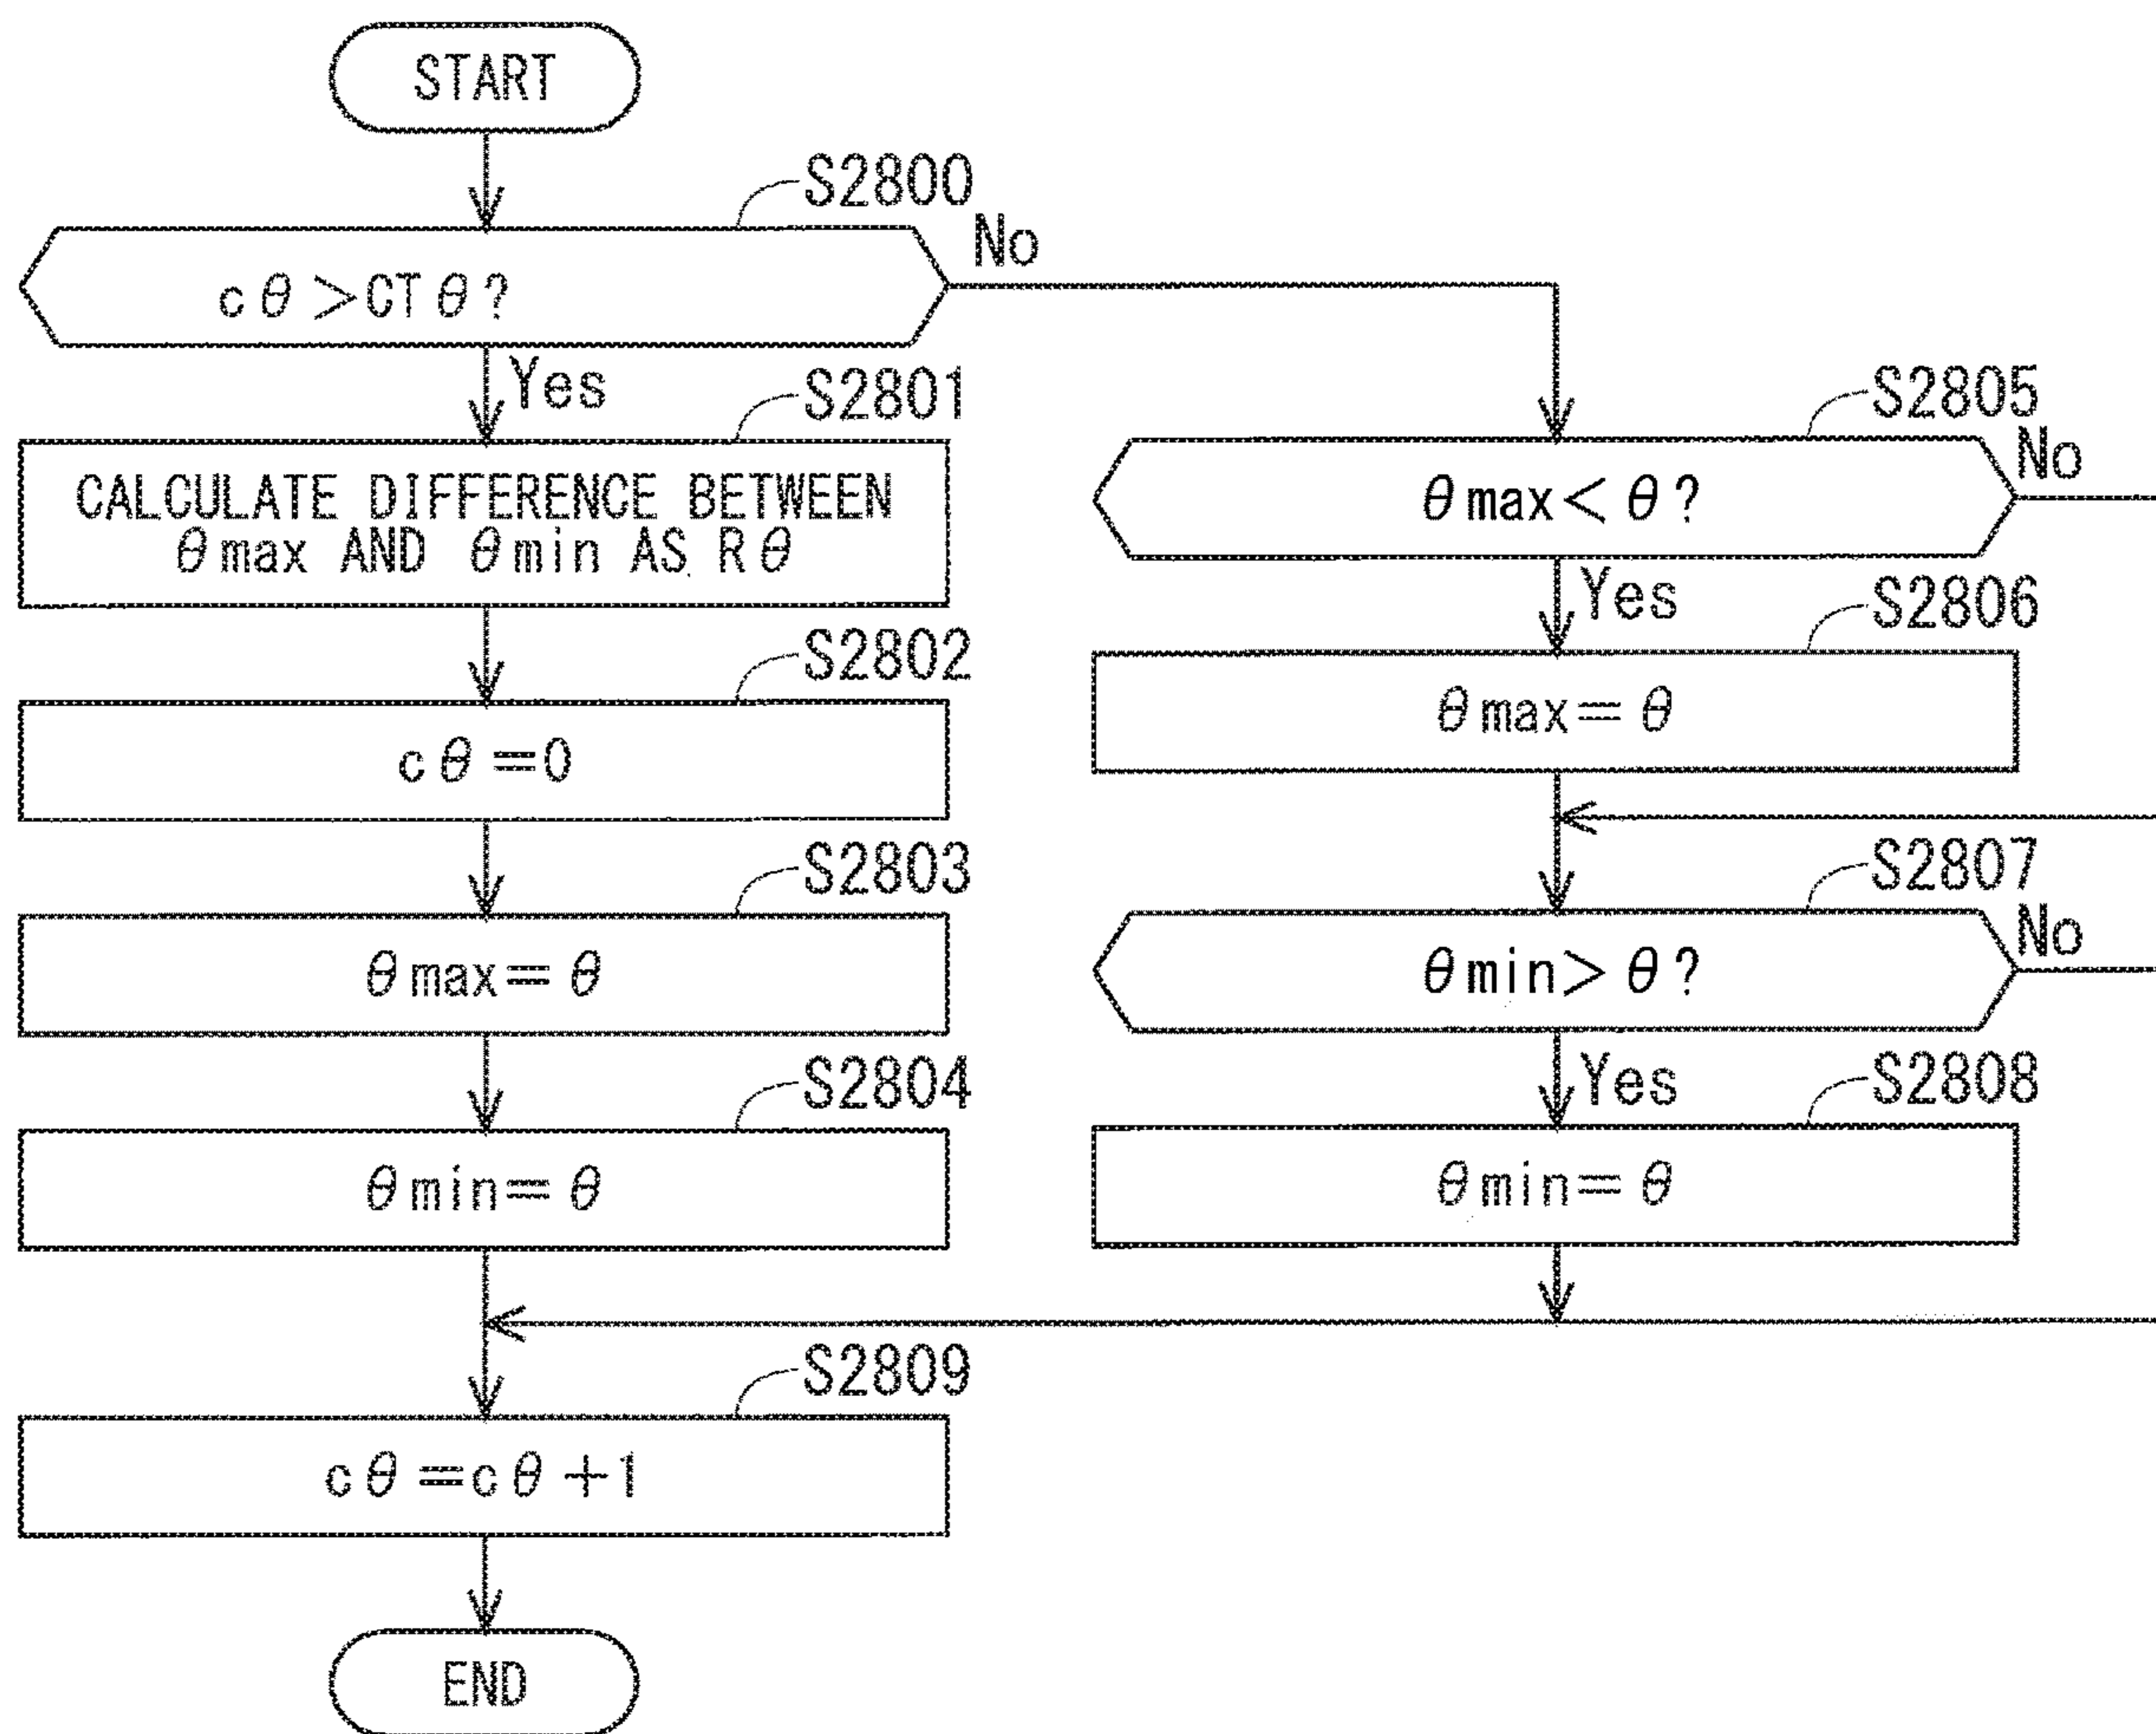 START
S2800
cθ>CTθ?
No
Yes
S2801
CALCULATE DIFFERENCE BETWEEN
θmax AND θmin AS Rθ
S2802
cθ=0
S2803
θmax=θ
S2804
θmin=θ
S2805
θmax<θ?
No
Yes
S2806
θmax=θ
S2807
θmin>θ?
No
Yes
S2808
θmin=θ
S2809
cθ=cθ+1
END